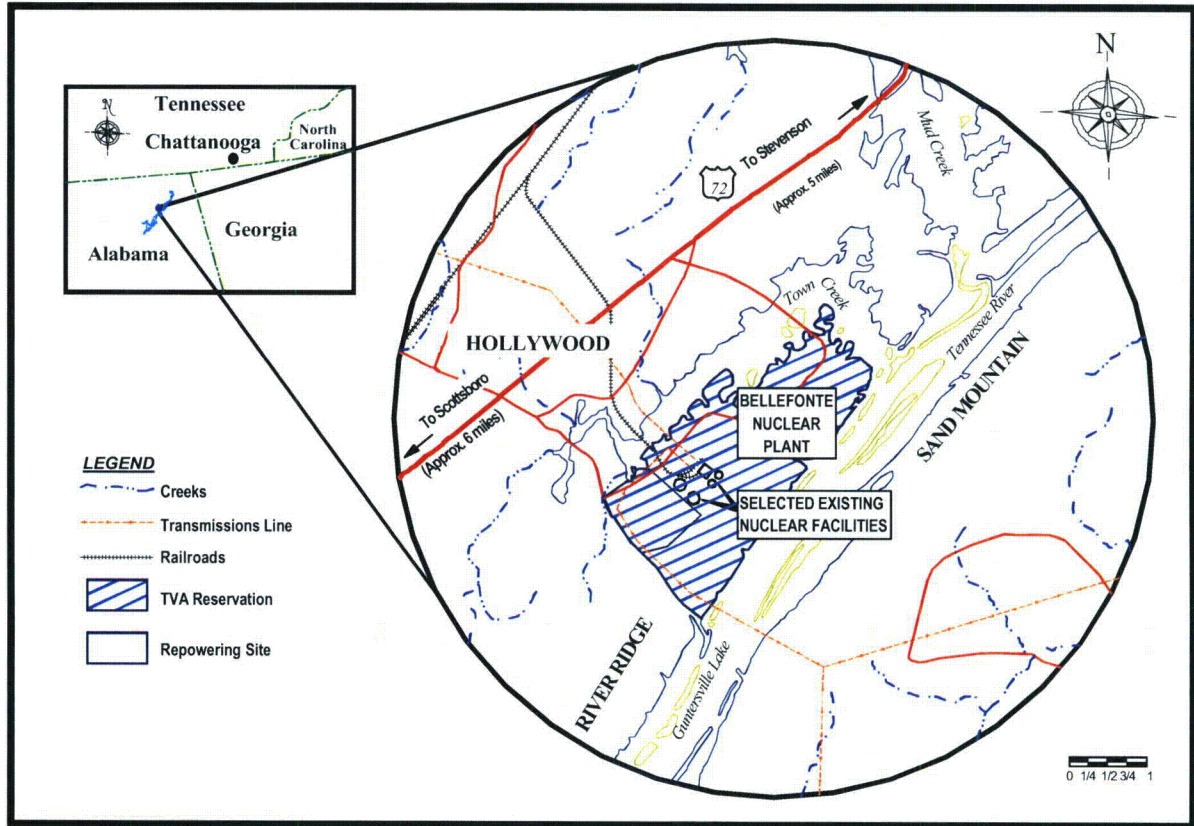 N
Tennessee
Chattanooga
North
Carolina
Georgia
Alabama
N
To Stevenson
72
(Approx. 5 miles)
Mud Creek
Town
Creek
Tennessee River
HOLLYWOOD
To Scottsboro
(Approx. 6 miles)
BELLEFONTE
NUCLEAR
PLANT
SAND MOUNTAIN
SELECTED EXISTING
NUCLEAR FACILITIES
RIVER RIDGE
Guntersville Lake
LEGEND
Creeks
Transmissions Line
Railroads
TVA Reservation
Repowering Site
0 1/4 1/2 3/4 1